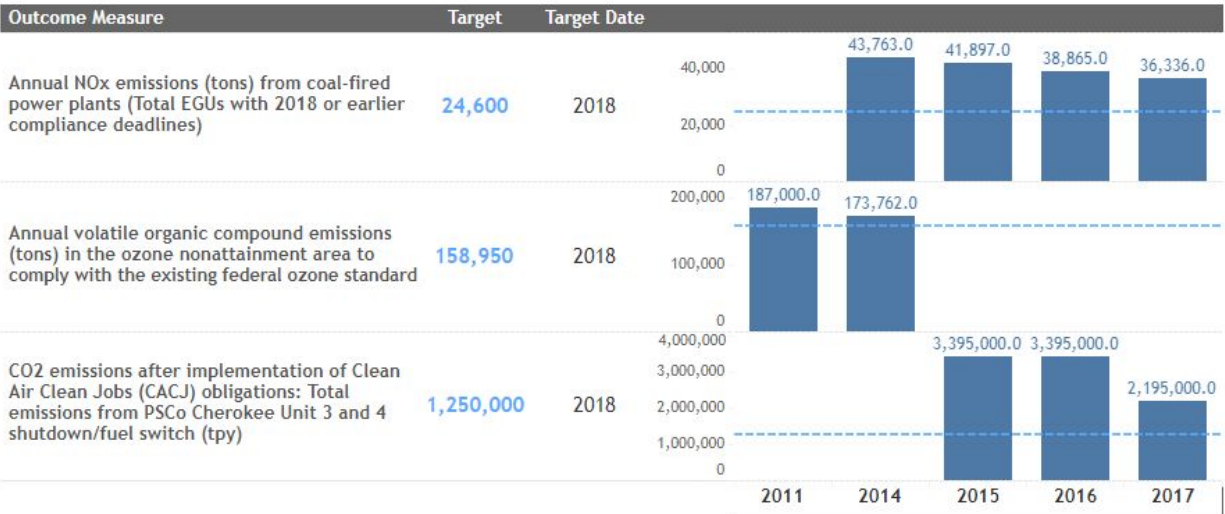 Outcome Measure Target Target Date
Annual NOx emissions (tons) from coal-fired
power plants (Total EGUs with 2018 or earlier
compliance deadlines)
24,600
2018
40,000
20,000
0
43,763.0
41,897.0
38,865.0
36,336.0
Annual volatile organic compound emissions
(tons) in the ozone nonattainment area to
comply with the existing federal ozone standard
158,950
2018
200,000
100,000
0
187,000.0
173,762.0
CO2 emissions after implementation of Clean
Air Clean Jobs (CACJ) obligations: Total
emissions from PSCo Cherokee Unit 3 and 4
shutdown/fuel switch (tpy)
1,250,000
2018
4,000,000
3,000,000
2,000,000
1,000,000
0
3,395,000.0
3,395,000.0
2,195,000.0
2011 2014 2015 2016 2017